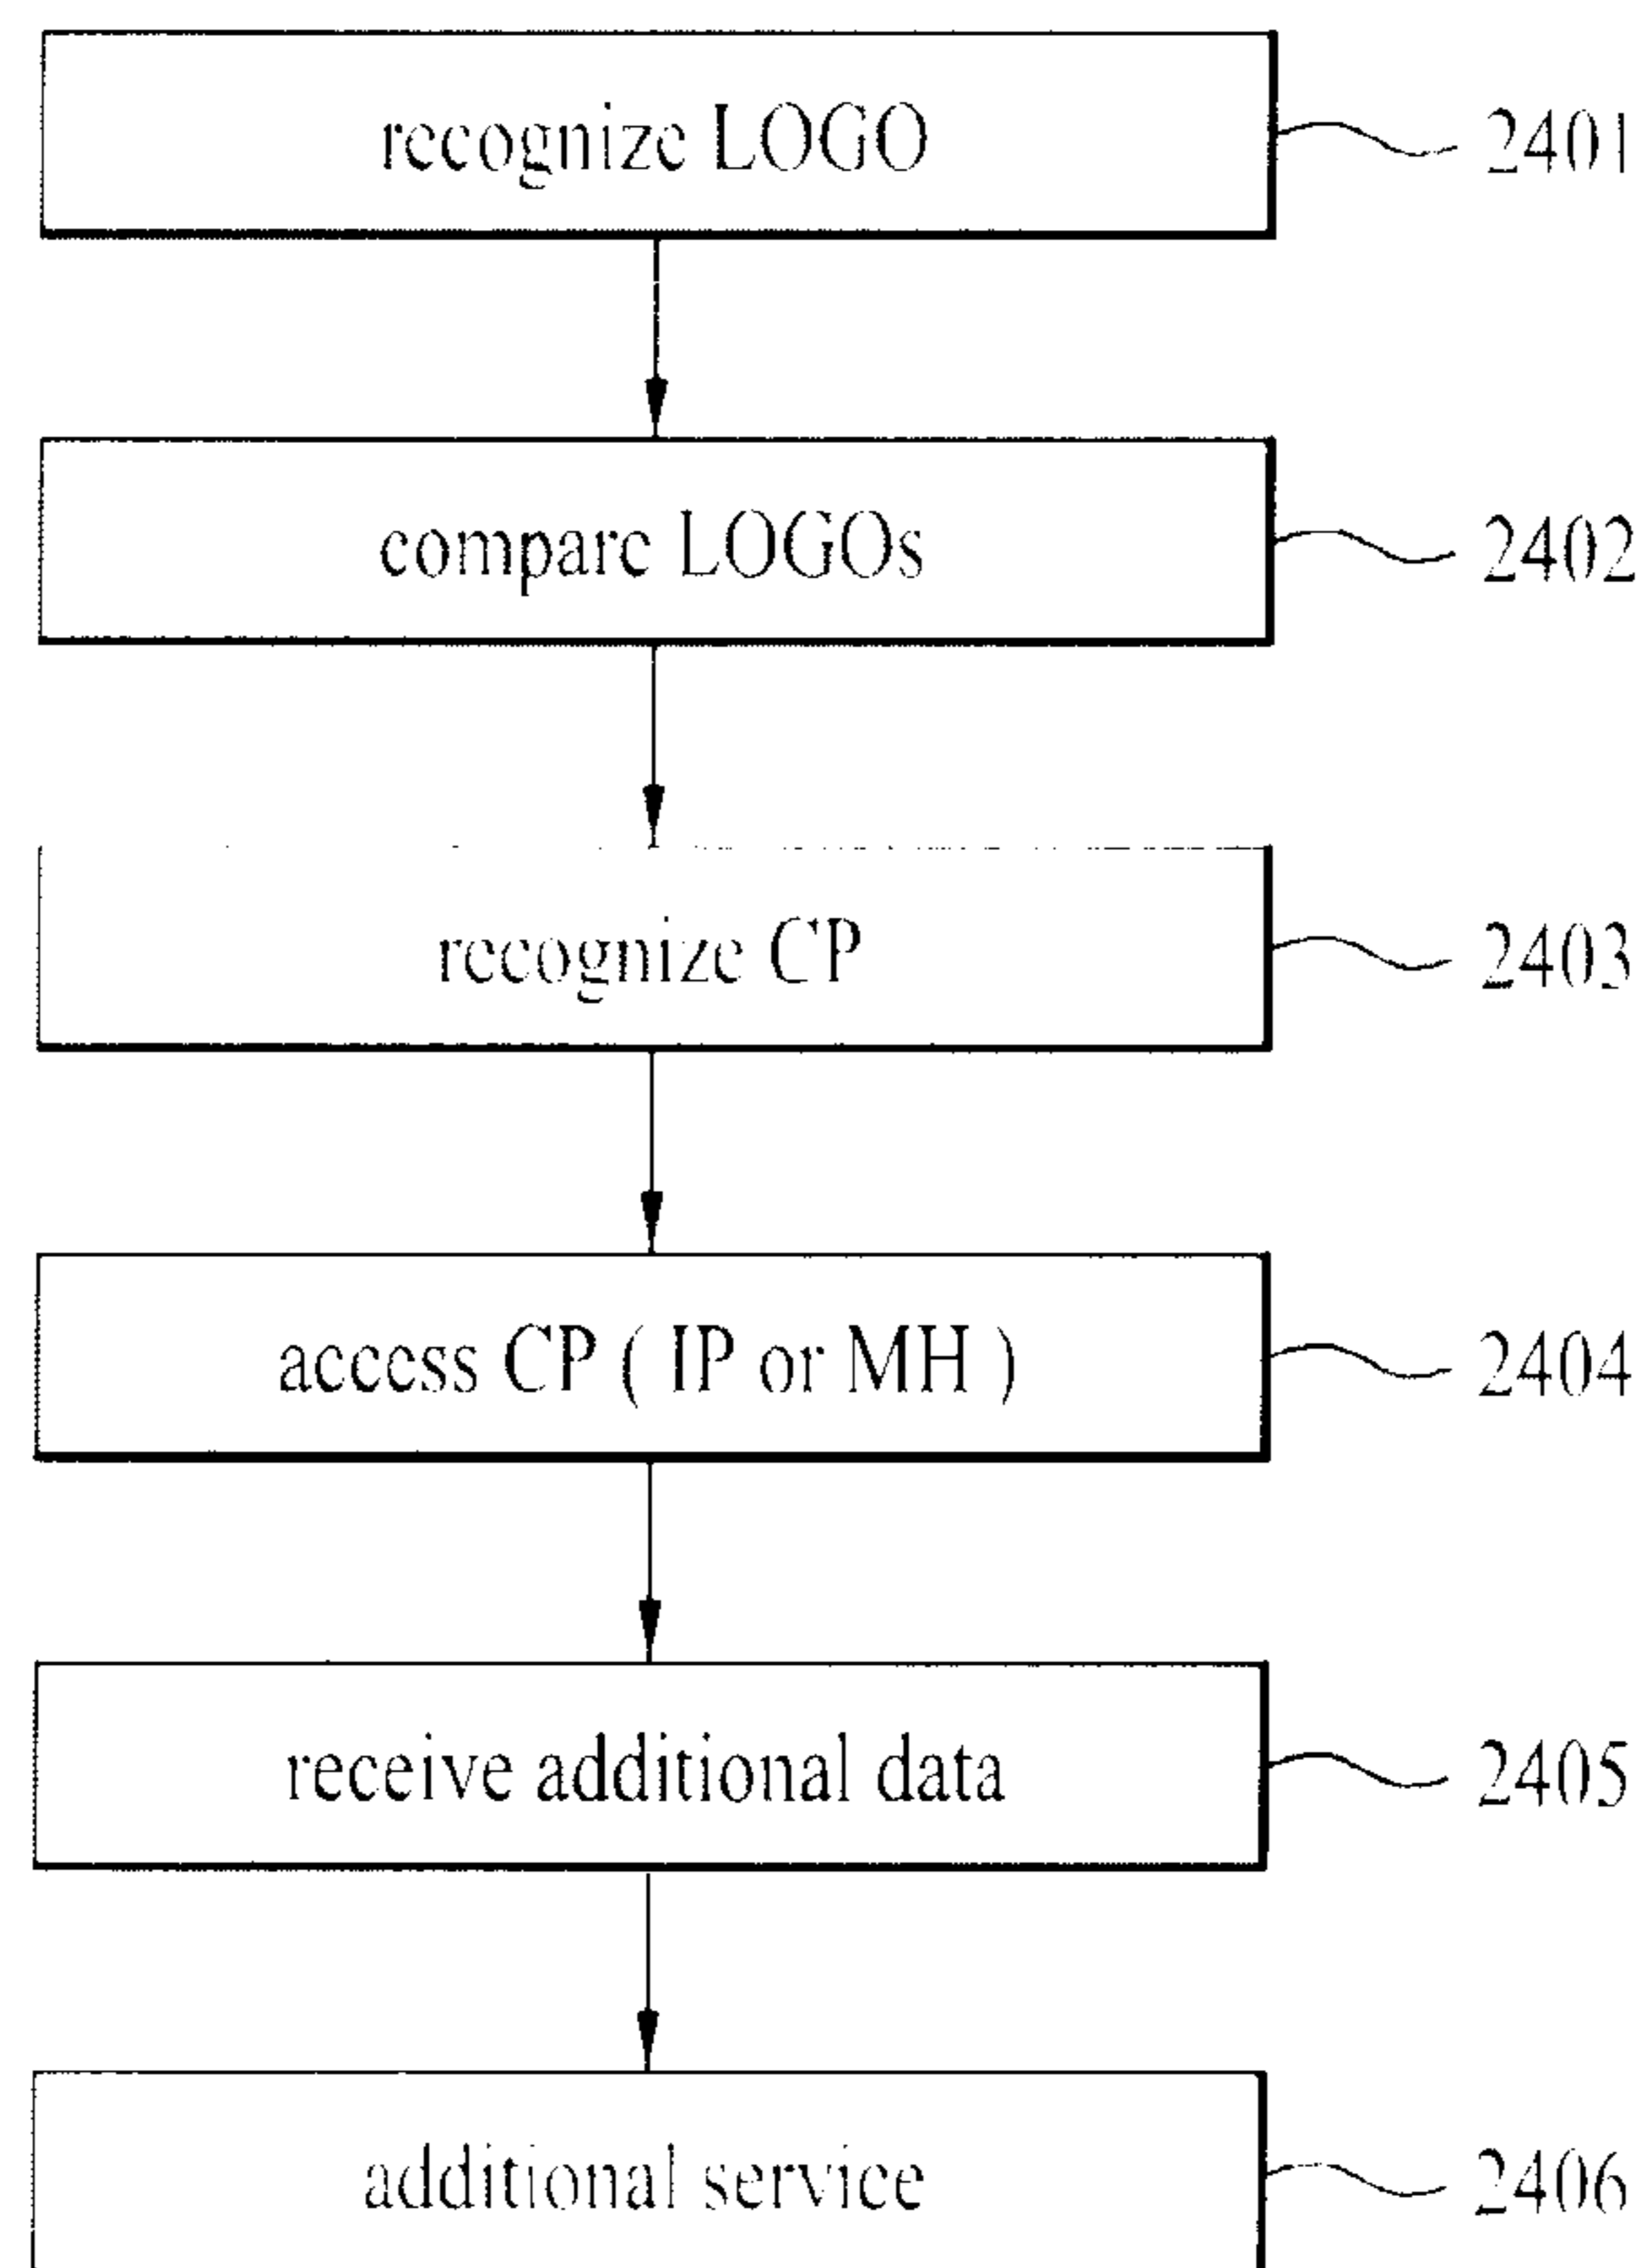 recognize LOGO 2401
compare LOGOs 2402
recognize CP 2403
access CP ( IP or MH ) 2404
receive additional data 2405
additional service 2406